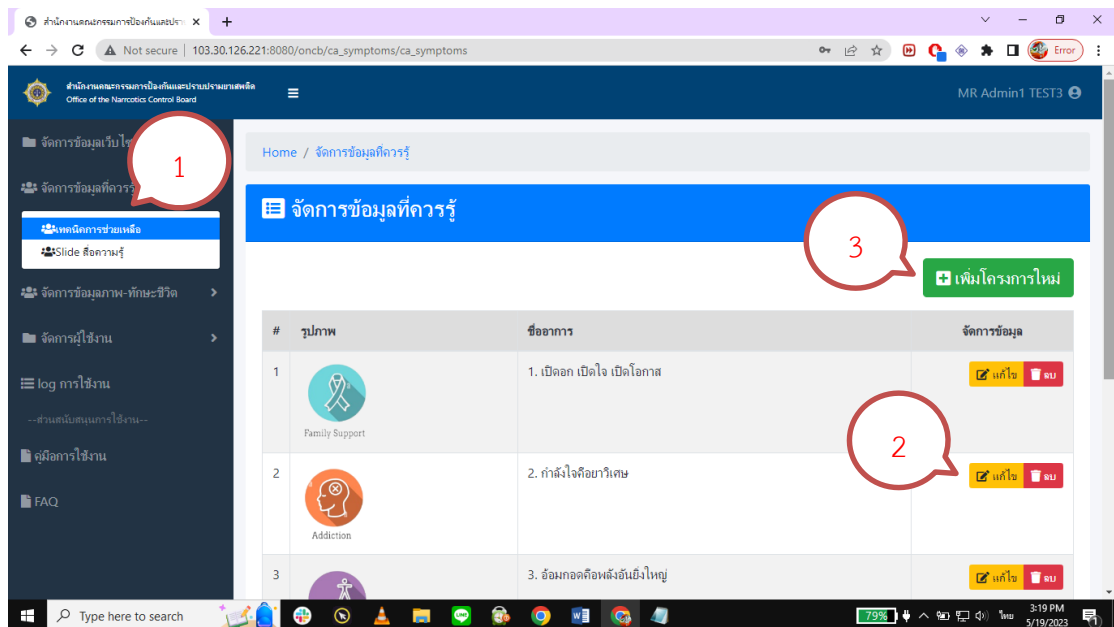 สำนักงานคณะกรรมการป้องกันและปรา
Not secure | 103.30.126.221:8080/oncb/ca_symptoms/ca_symptoms
Error
สำนักงานคณะกรรมการป้องกันและปราบปรามยาเสพติด
Office of the Narrcotics Control Board
MR Admin1 TEST3
จัดการข้อมูลเว็บไซ
1
Home / จัดการข้อมูลที่ควรรู้
จัดการข้อมูลที่ควรรู้
เทคนิคการช่วยเหลือ
Slide สื่อความรู้
จัดการข้อมูลภาพ-ทักษะชีวิต
จัดการผู้ใช้งาน
log การใช้งาน
--ส่วนสนับสนุนการใช้งาน--
คู่มือการใช้งาน
FAQ
จัดการข้อมูลที่ควรรู้
3
เพิ่มโครงการใหม่
# รูปภาพ ชื่ออาการ จัดการข้อมูล
1 1. เปิดอก เปิดใจ เปิดโอกาส แก้ไข ลบ
Family Support
2
2 2. กำลังใจคือยาวิเศษ แก้ไข ลบ
Addiction
3 3. อ้อมกอดคือพลังอันยิ่งใหญ่ แก้ไข ลบ
Type here to search
79%
ไทย
3:19 PM
5/19/2023